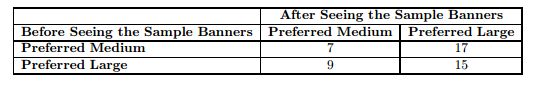 After Seeing the Sample Banners
Before Seeing the Sample Banners Preferred Medium Preferred Large
Preferred Medium 7 17
Preferred Large 9 15